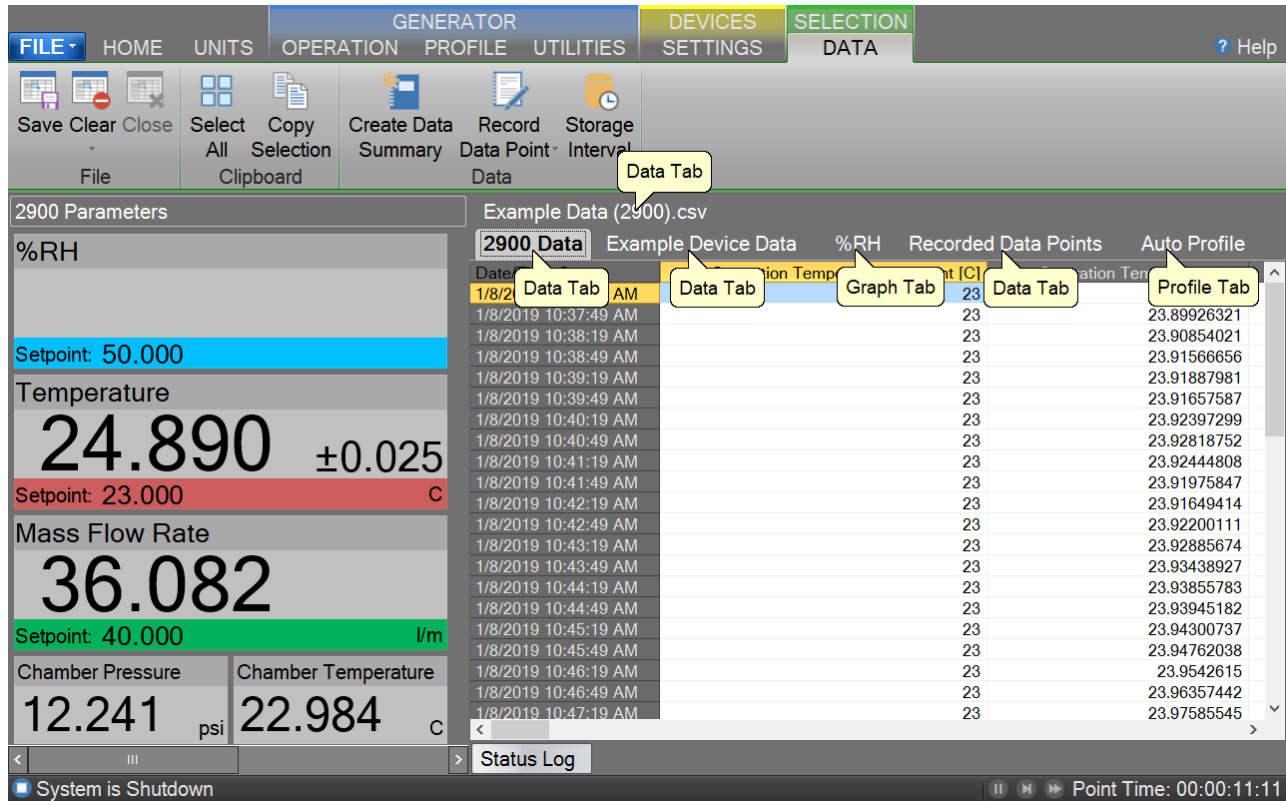 GENERATOR DEVICES SELECTION
FILE HOME UNITS OPERATION PROFILE UTILITIES SETTINGS DATA ? Help
Save Clear Close Select All Copy Selection Create Data Summary Record Data Point Storage Interval
File Clipboard Data
Data Tab
2900 Parameters
Example Data (2900).csv
2900 Data Example Device Data %RH Recorded Data Points Auto Profile
Data Tab Data Tab Graph Tab Data Tab Profile Tab
%RH
Setpoint: 50.000
Temperature
24.890 ±0.025
Setpoint: 23.000 C
Mass Flow Rate
36.082
Setpoint: 40.000 l/m
Chamber Pressure Chamber Temperature
12.241 psi 22.984 C
[C]
AM 23
1/8/2019 10:37:49 AM 23 23.89926321
1/8/2019 10:38:19 AM 23 23.90854021
1/8/2019 10:38:49 AM 23 23.91566656
1/8/2019 10:39:19 AM 23 23.91887981
1/8/2019 10:39:49 AM 23 23.91657587
1/8/2019 10:40:19 AM 23 23.92397299
1/8/2019 10:40:49 AM 23 23.92818752
1/8/2019 10:41:19 AM 23 23.92444808
1/8/2019 10:41:49 AM 23 23.91975847
1/8/2019 10:42:19 AM 23 23.91649414
1/8/2019 10:42:49 AM 23 23.92200111
1/8/2019 10:43:19 AM 23 23.92885674
1/8/2019 10:43:49 AM 23 23.93438927
1/8/2019 10:44:19 AM 23 23.93855783
1/8/2019 10:44:49 AM 23 23.93945182
1/8/2019 10:45:19 AM 23 23.94300737
1/8/2019 10:45:49 AM 23 23.94762038
1/8/2019 10:46:19 AM 23 23.9542615
1/8/2019 10:46:49 AM 23 23.96357442
1/8/2019 10:47:19 AM 23 23.97585545
Status Log
System is Shutdown Point Time: 00:00:11:11